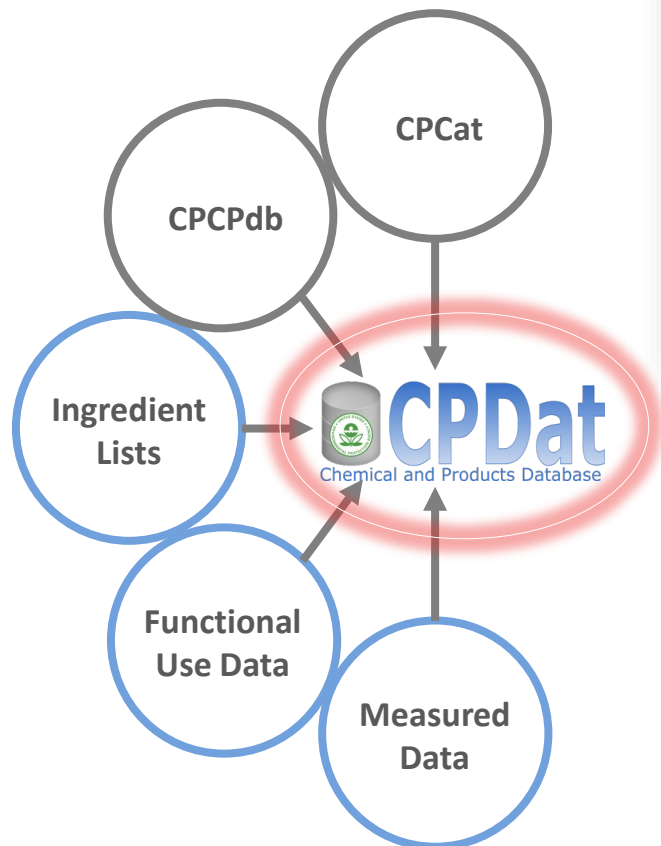 CPCat
CPCPdb
Ingredient
Lists
CPDat
Chemical and Products Database
Functional
Use Data
Measured
Data